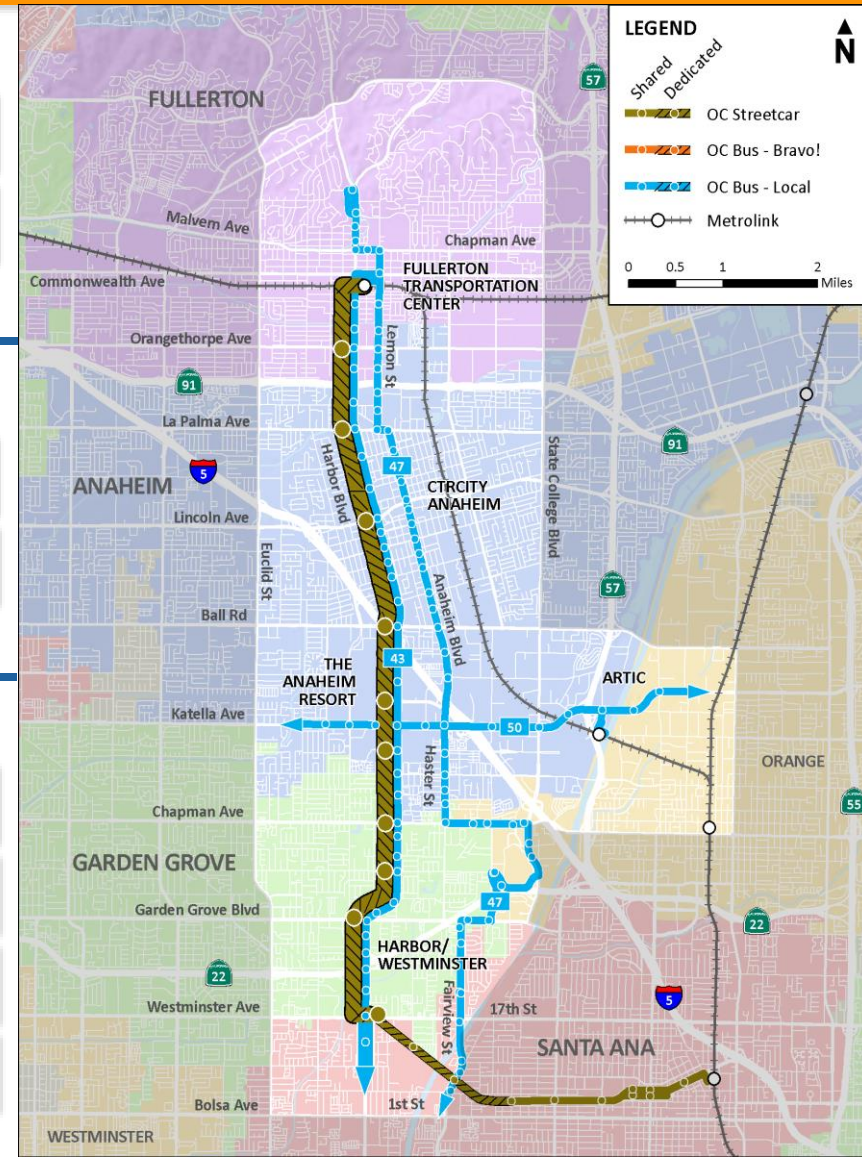 LEGEND
N
Shared
Dedicated
OC Streetcar
OC Bus - Bravo!
OC Bus - Local
Metrolink
0 0.5 1 2
Miles
57
FULLERTON
Malvern Ave
Chapman Ave
Commonwealth Ave
FULLERTON
TRANSPORTATION
CENTER
Orangethorpe Ave
Lemon St
91
La Palma Ave
91
5
Harbor Blvd
47
State College Blvd
ANAHEIM
CTRCITY
ANAHEIM
Lincoln Ave
Euclid St
Anaheim Blvd
57
Ball Rd
43
THE
ANAHEIM
RESORT
ARTIC
Katella Ave
50
Haster St
ORANGE
Chapman Ave
55
GARDEN GROVE
47
Garden Grove Blvd
22
HARBOR/
WESTMINSTER
22
Fairview St
5
Westminster Ave
17th St
SANTA ANA
Bolsa Ave
1st St
WESTMINSTER